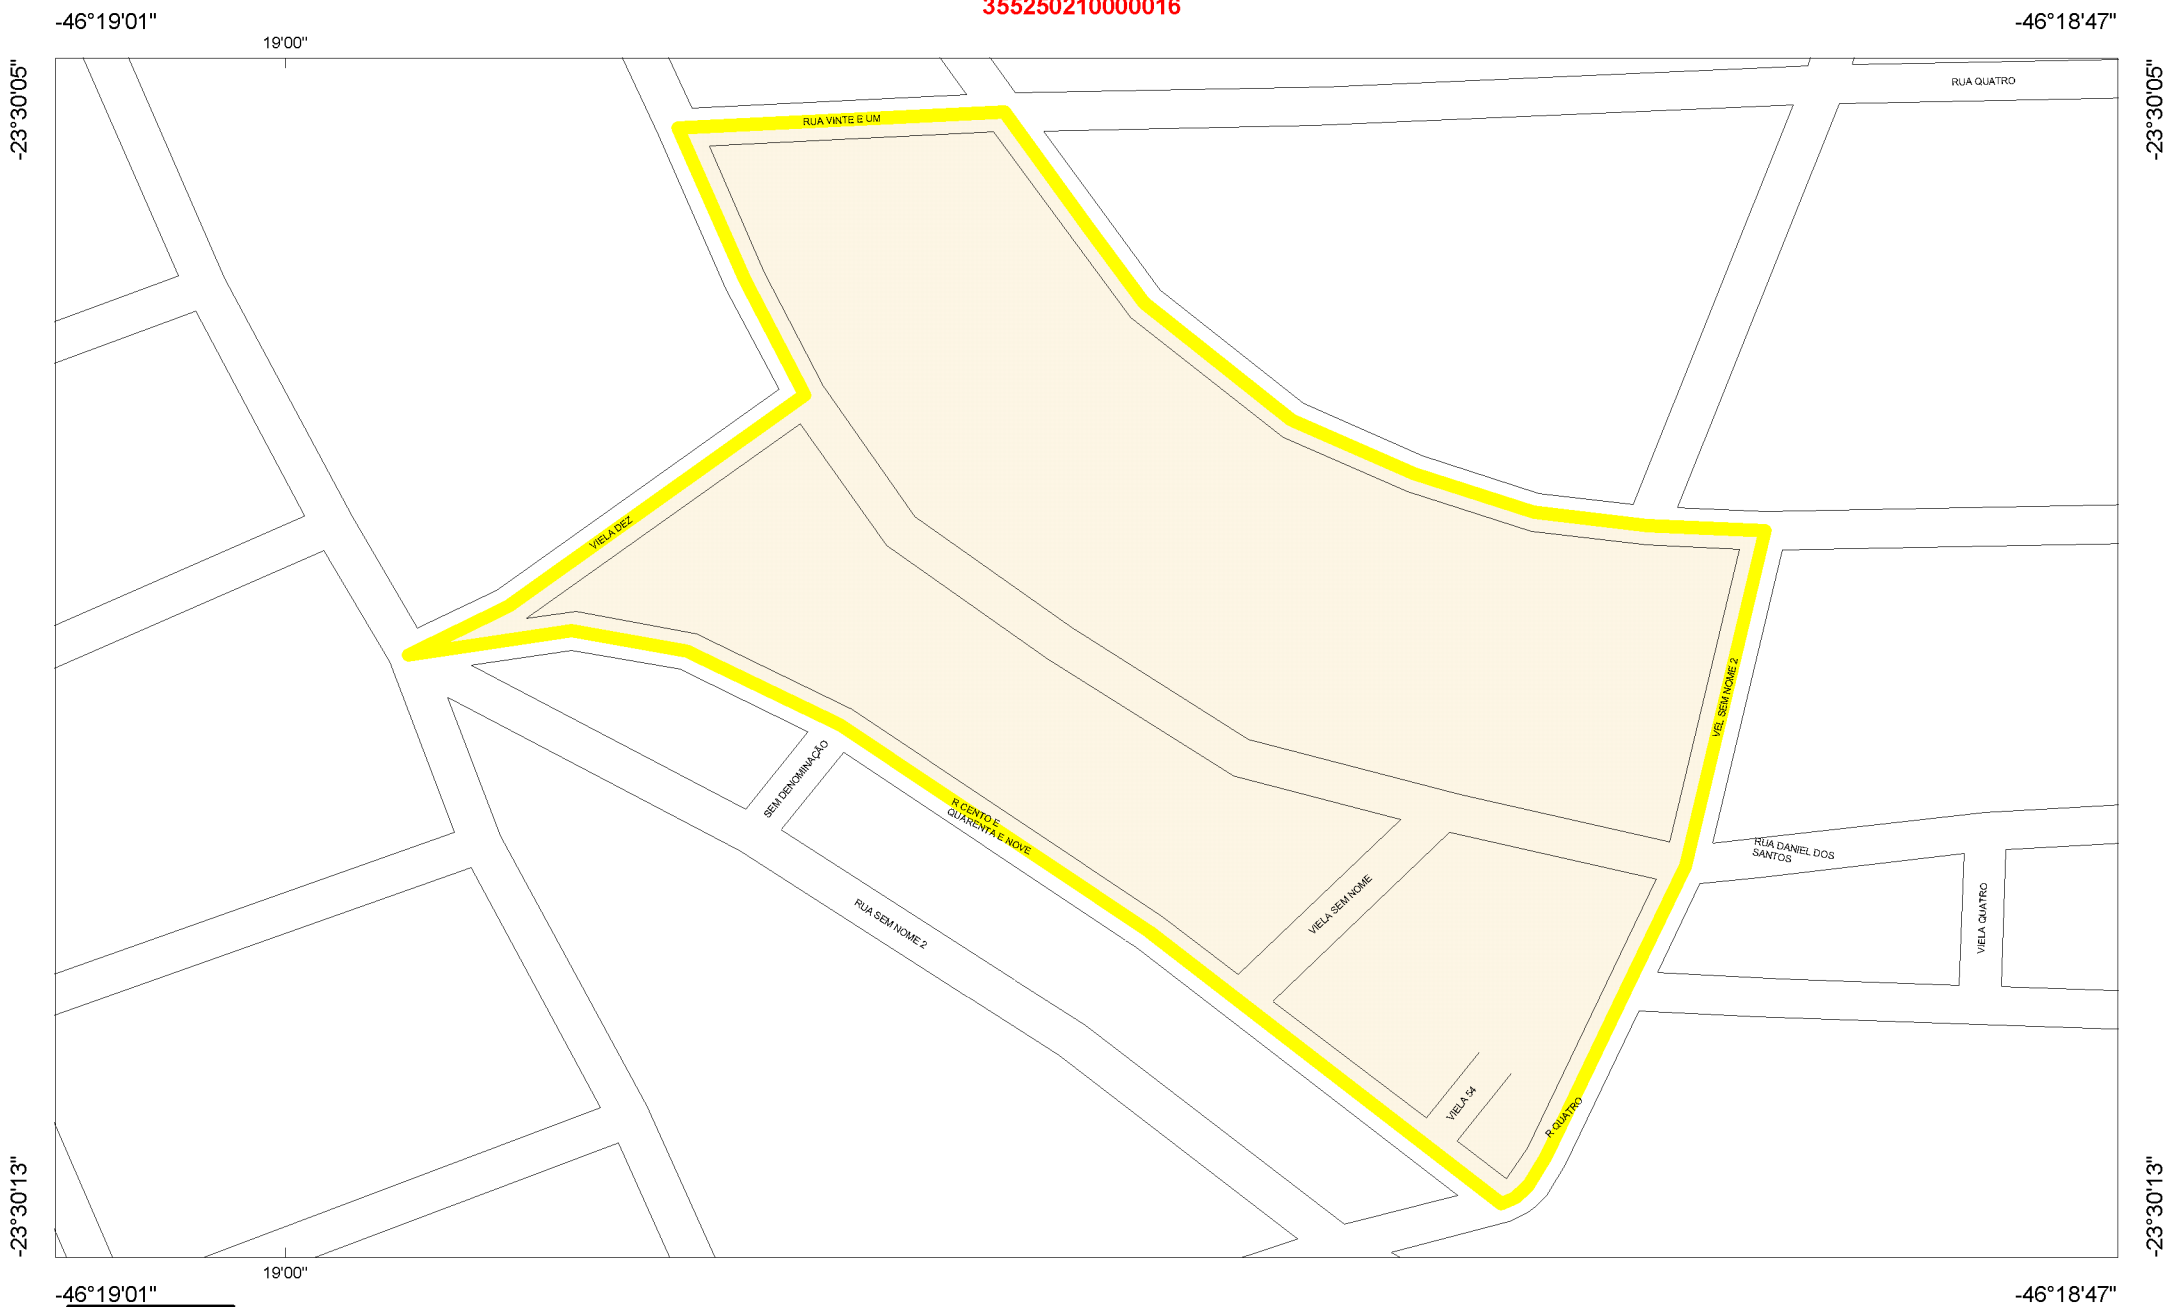 355250210000016
-46°19'01"
-46°18'47"
19'00"
-23°30'05"
-23°30'05"
RUA QUATRO
RUA VINTE E UM
VIELA DEZ
VEL SEM NOME 2
SEM DENOMINAÇÃO
R CENTO E
QUARENTA E NOVE
RUA DANIEL DOS
SANTOS
VIELA SEM NOME
VIELA QUATRO
RUA SEM NOME 2
VIELA 54
R QUATRO
-23°30'13"
-23°30'13"
19'00"
-46°19'01"
-46°18'47"